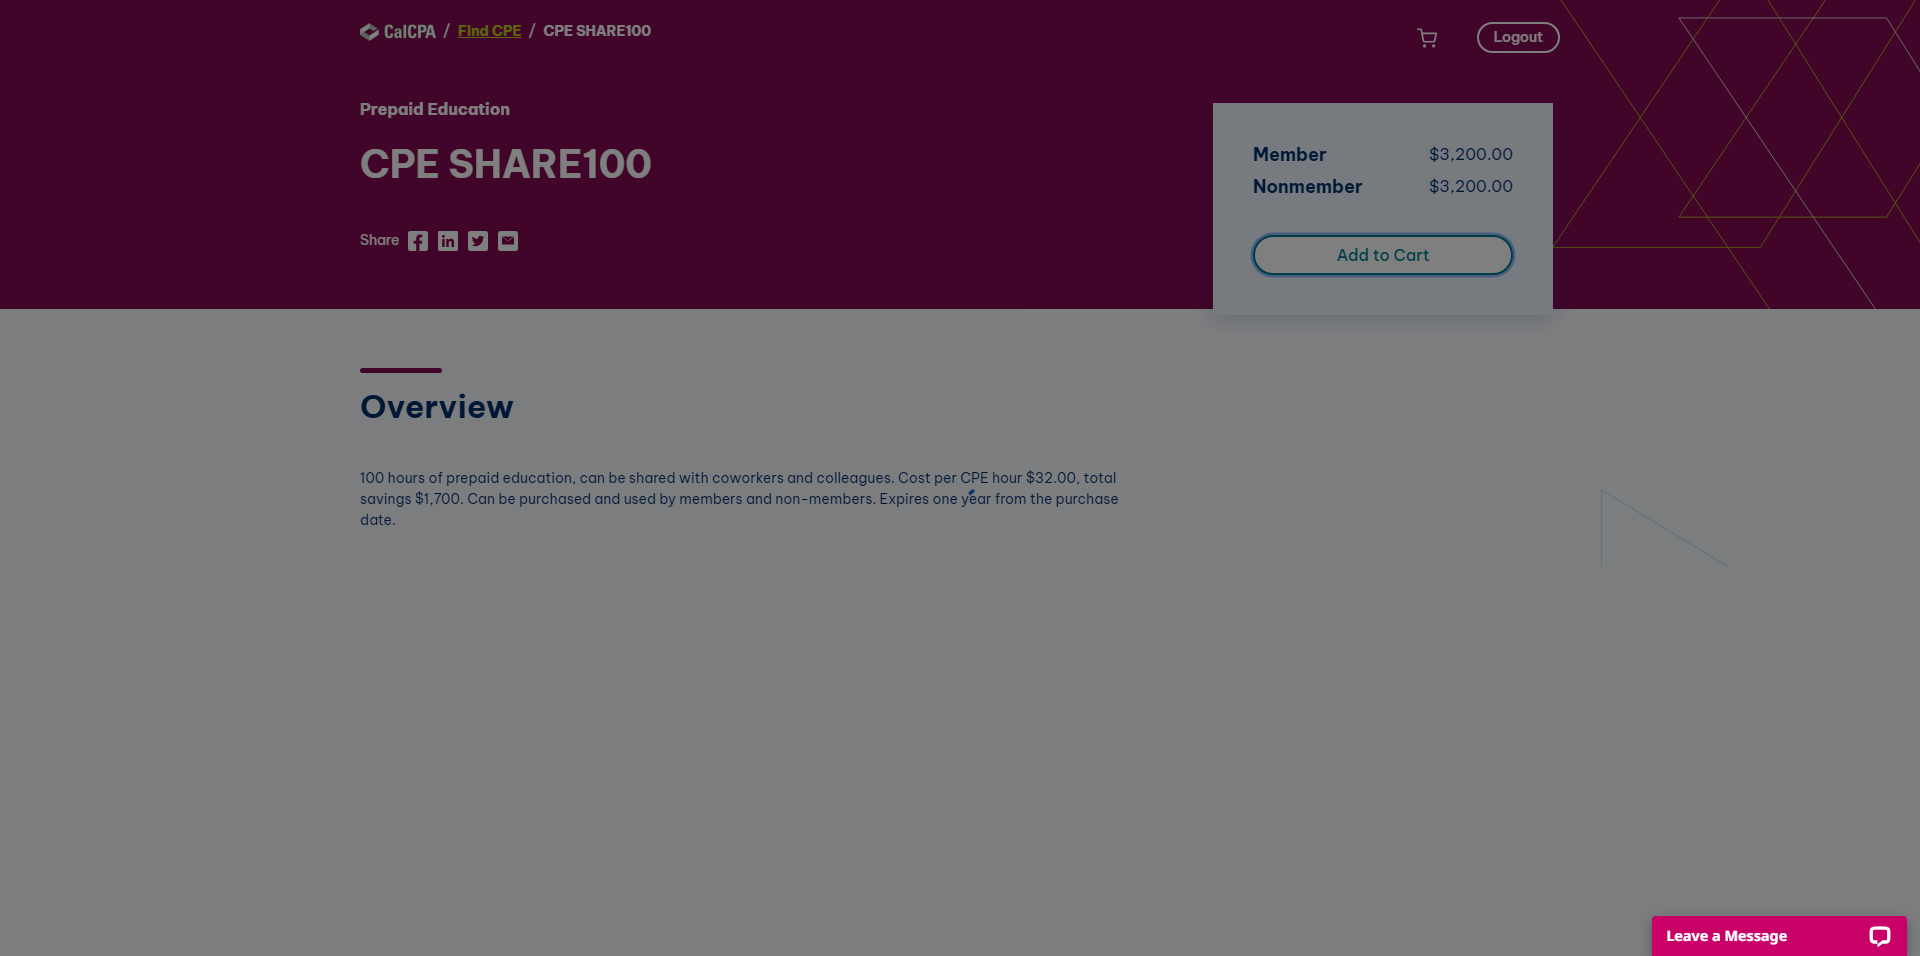 CalCPA / Find CPE / CPE SHARE100
Logout
Prepaid Education
CPE SHARE100
Share
Member $3,200.00
Nonmember $3,200.00
Add to Cart
Overview
100 hours of prepaid education, can be shared with coworkers and colleagues. Cost per CPE hour $32.00, total
savings $1,700. Can be purchased and used by members and non-members. Expires one year from the purchase
date.
Leave a Message